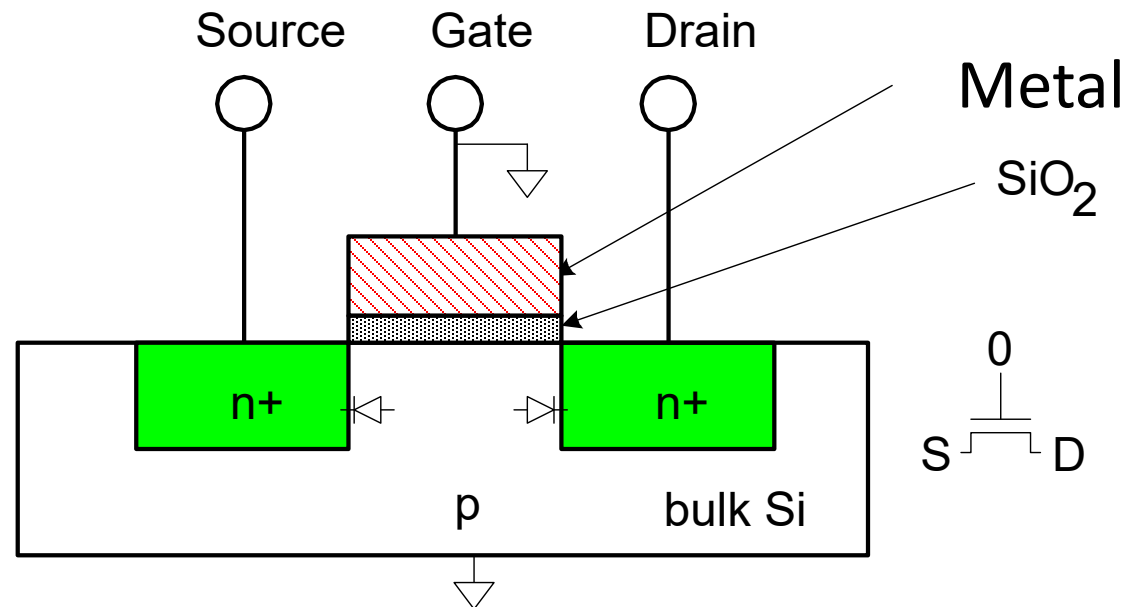 Source Gate Drain
Metal
SiO₂
n+ n+
0
S D
p bulk Si